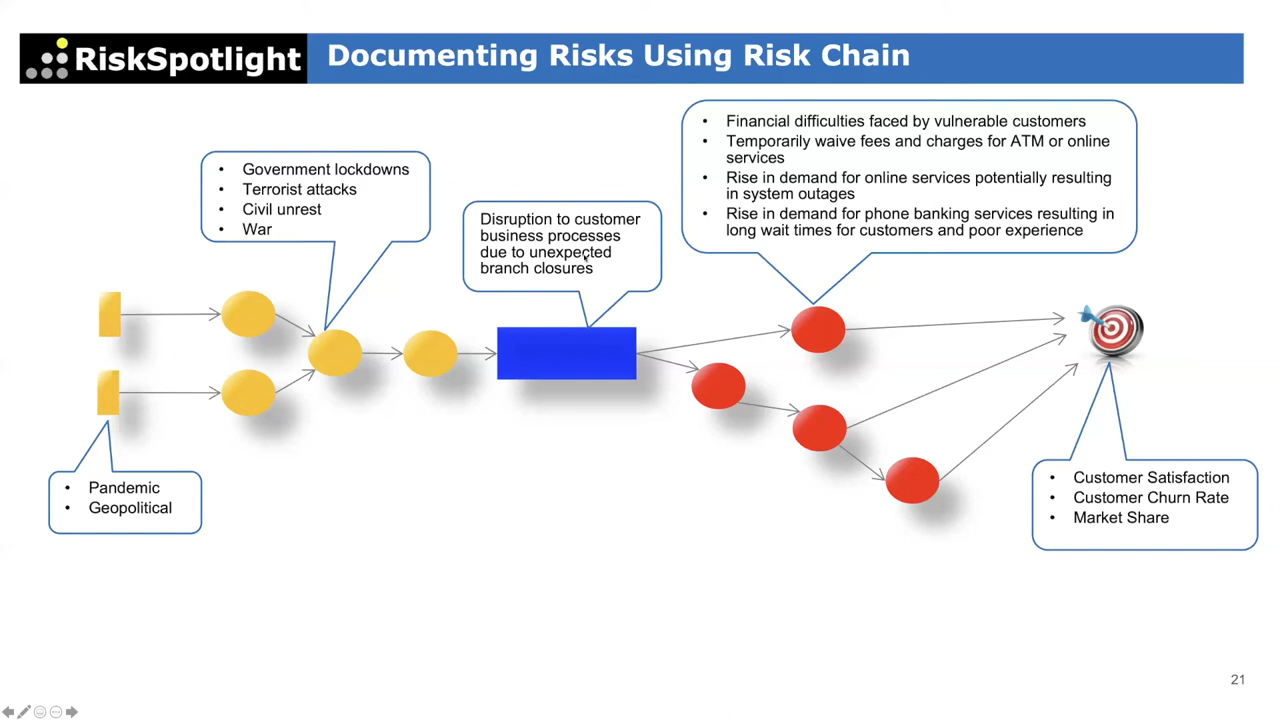 RiskSpotlight
Documenting Risks Using Risk Chain
• Government lockdowns
• Terrorist attacks
• Civil unrest
• War
Disruption to customer
business processes
due to unexpected
branch closures
• Financial difficulties faced by vulnerable customers
• Temporarily waive fees and charges for ATM or online
services
• Rise in demand for online services potentially resulting
in system outages
• Rise in demand for phone banking services resulting in
long wait times for customers and poor experience
• Pandemic
• Geopolitical
• Customer Satisfaction
• Customer Churn Rate
• Market Share
21